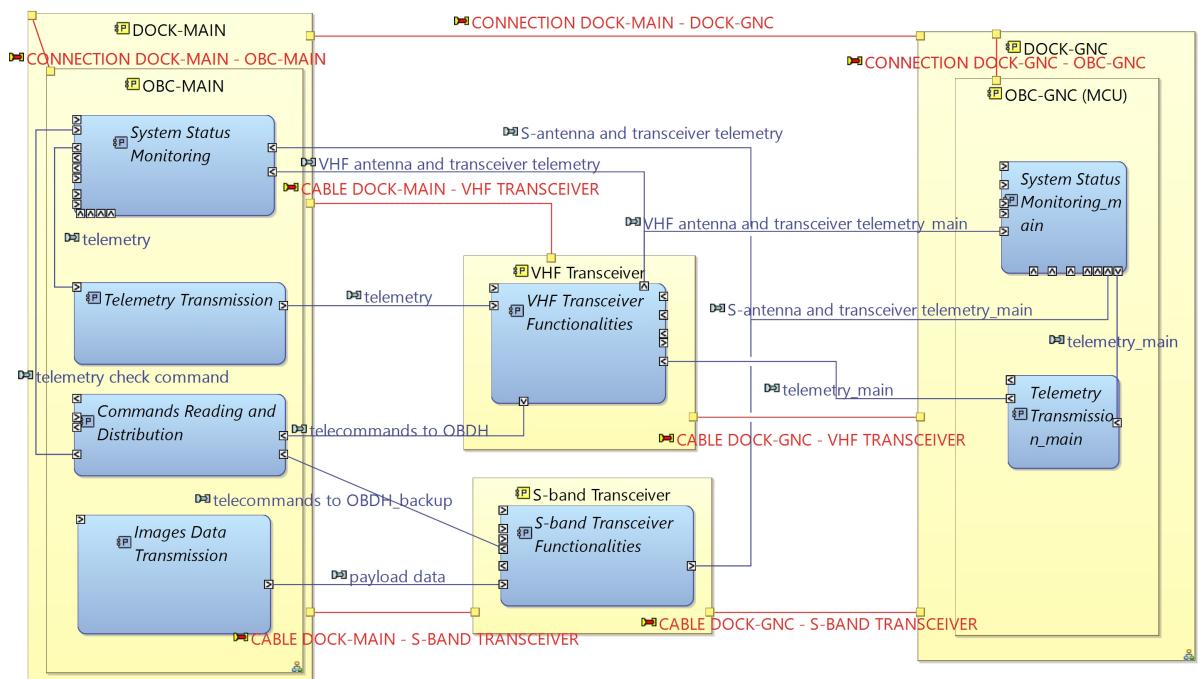 CONNECTION DOCK-MAIN - DOCK-GNC
DOCK-MAIN
DOCK-GNC
CONNECTION DOCK-MAIN - OBC-MAIN
CONNECTION DOCK-GNC - OBC-GNC
OBC-MAIN
OBC-GNC (MCU)
System Status
Monitoring
S-antenna and transceiver telemetry
VHF antenna and transceiver telemetry
CABLE DOCK-MAIN - VHF TRANSCEIVER
System Status
Monitoring_m
ain
VHF antenna and transceiver telemetry_main
telemetry
VHF Transceiver
Telemetry Transmission
telemetry
VHF Transceiver
Functionalities
S-antenna and transceiver telemetry_main
telemetry_main
telemetry check command
telemetry_main
Telemetry
Transmissio
n_main
Commands Reading and
Distribution
telecommands to OBDH
CABLE DOCK-GNC - VHF TRANSCEIVER
telecommands to OBDH_backup
S-band Transceiver
Images Data
Transmission
S-band Transceiver
Functionalities
payload data
CABLE DOCK-MAIN - S-BAND TRANSCEIVER
CABLE DOCK-GNC - S-BAND TRANSCEIVER